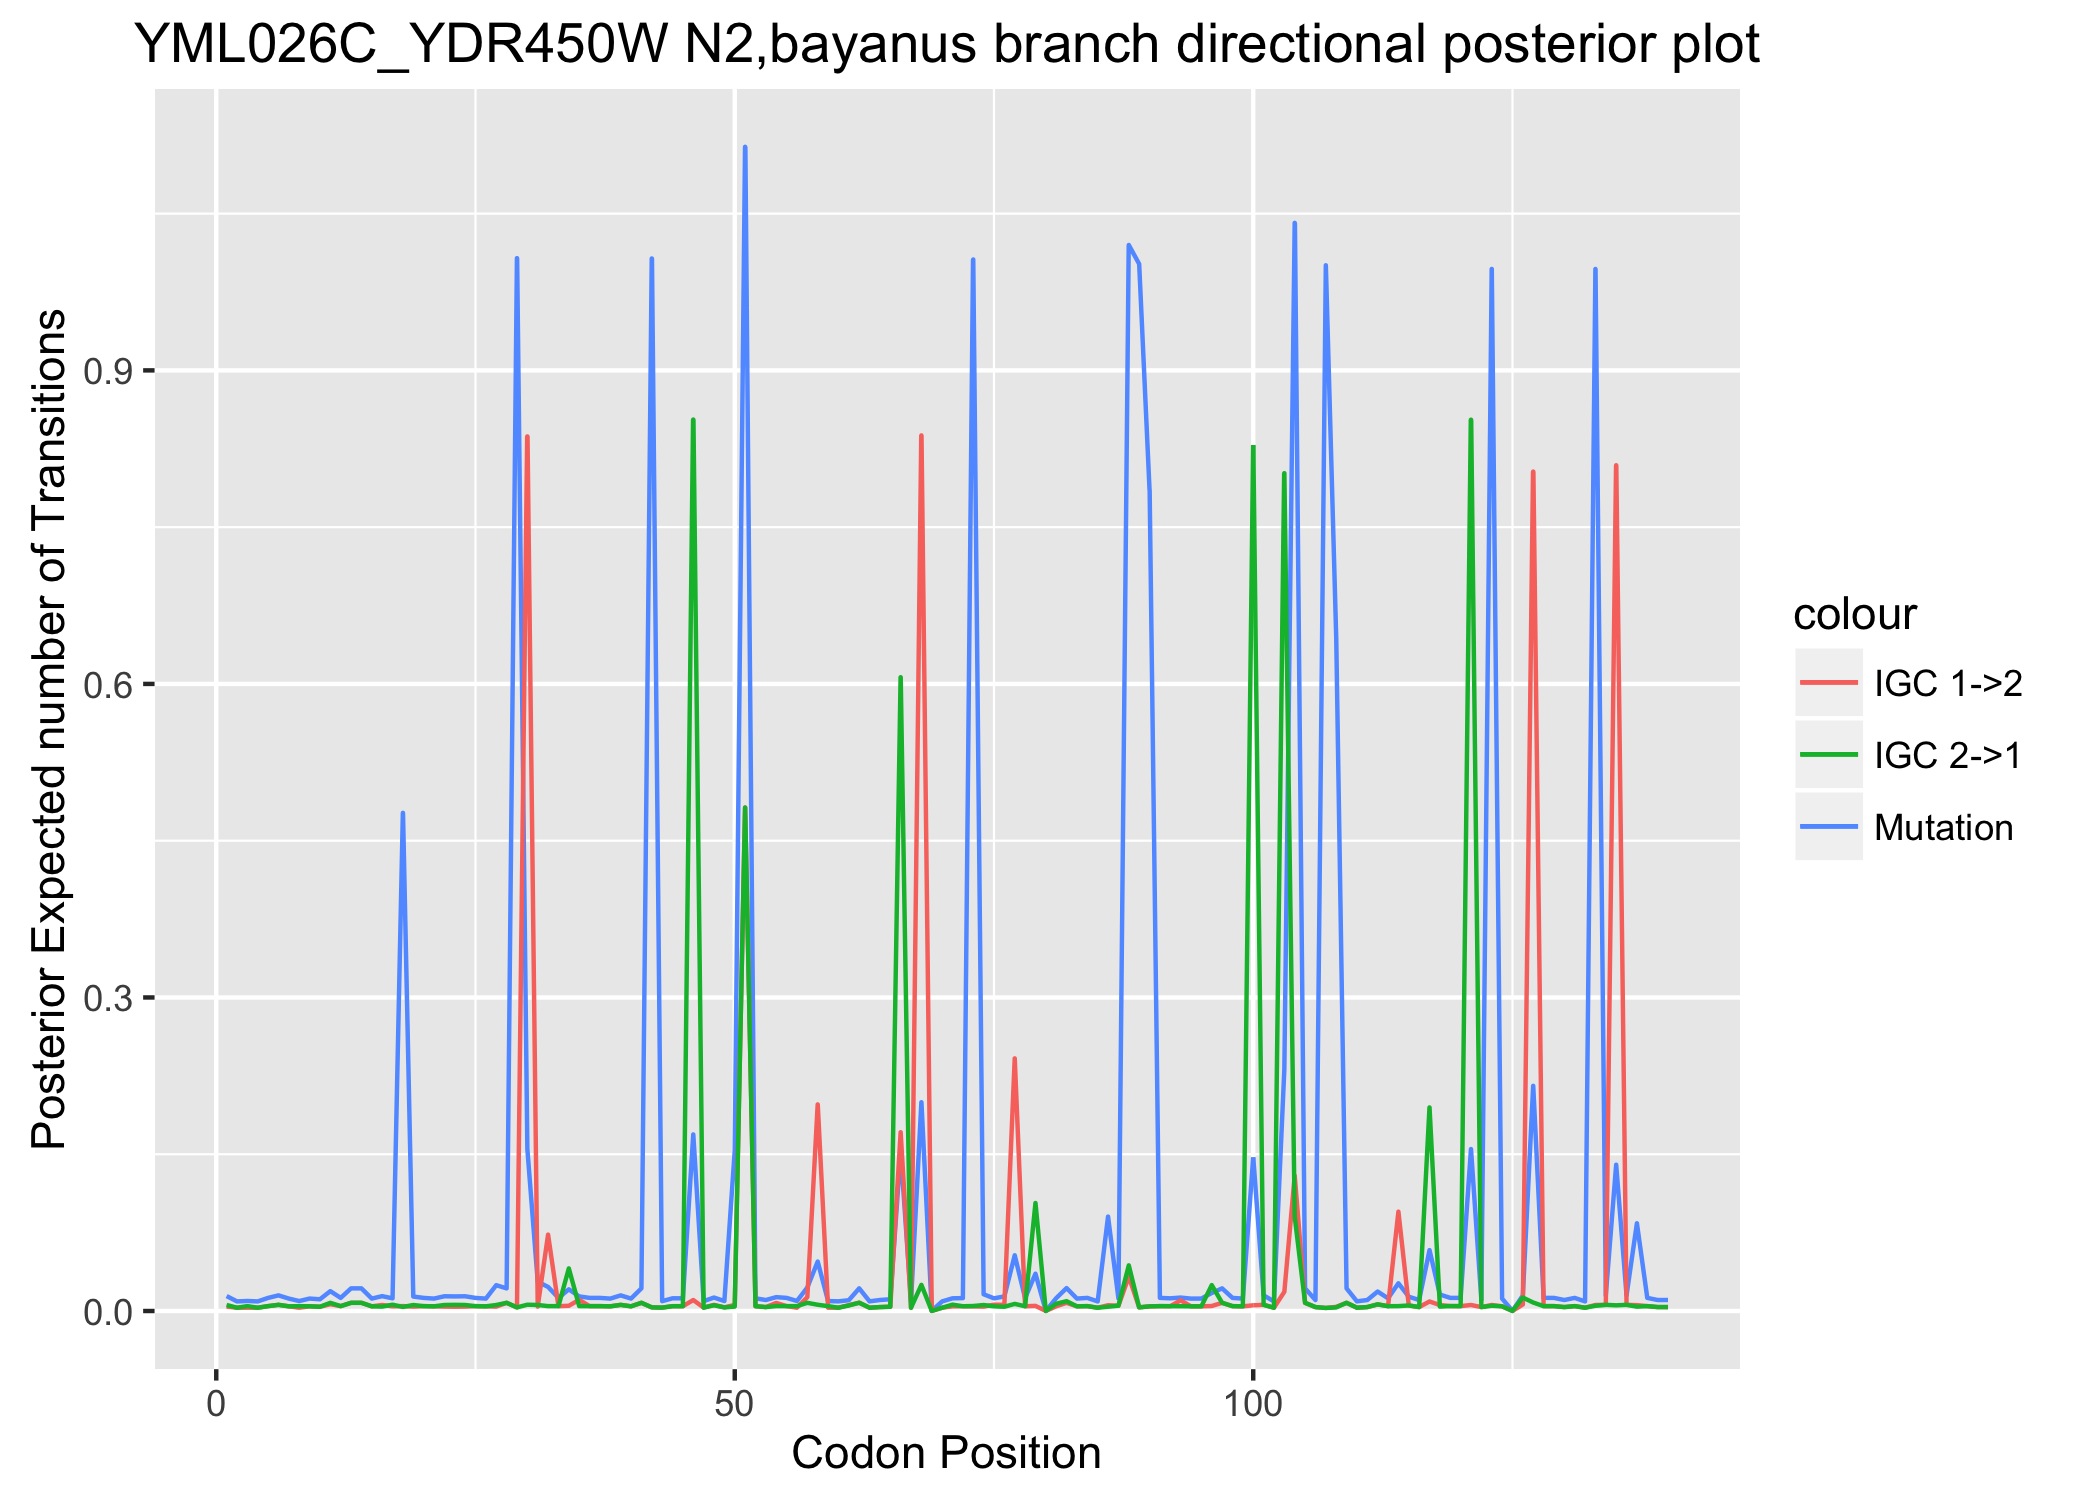 YML026C_YDR450W N2,bayanus branch directional posterior plot
Posterior Expected number of Transitions
0.9
0.6
0.3
0.0
0
50
100
Codon Position
colour
IGC 1->2
IGC 2->1
Mutation